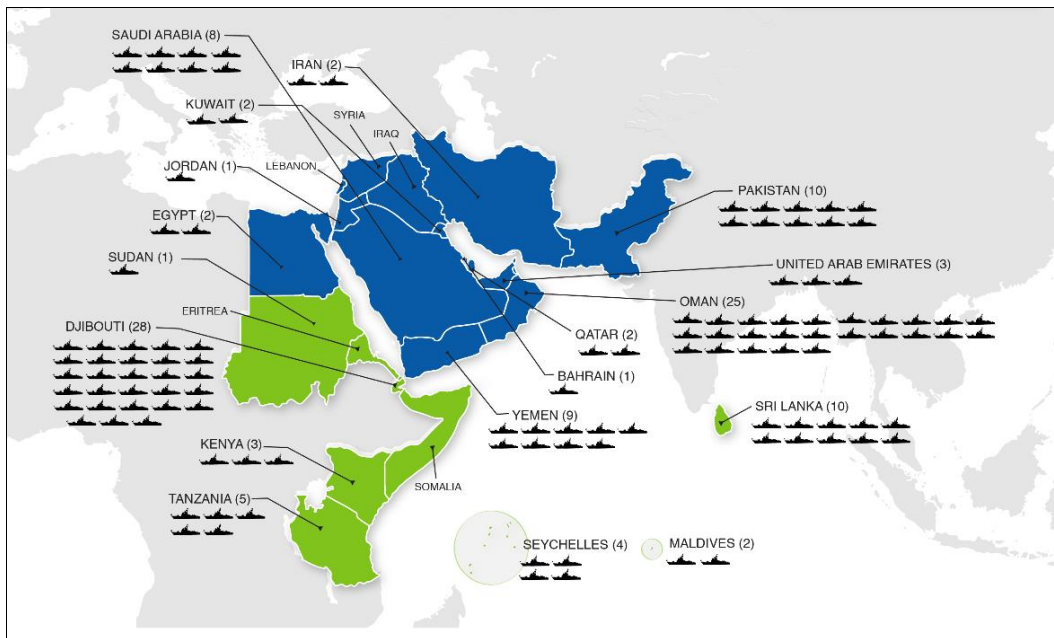 SAUDI ARABIA (8)
IRAN (2)
KUWAIT (2)
SYRIA
IRAQ
JORDAN (1)
LEBANON
PAKISTAN (10)
EGYPT (2)
SUDAN (1)
UNITED ARAB EMIRATES (3)
OMAN (25)
ERITREA
DJIBOUTI (28)
QATAR (2)
BAHRAIN (1)
YEMEN (9)
SRI LANKA (10)
KENYA (3)
SOMALIA
TANZANIA (5)
SEYCHELLES (4)
MALDIVES (2)